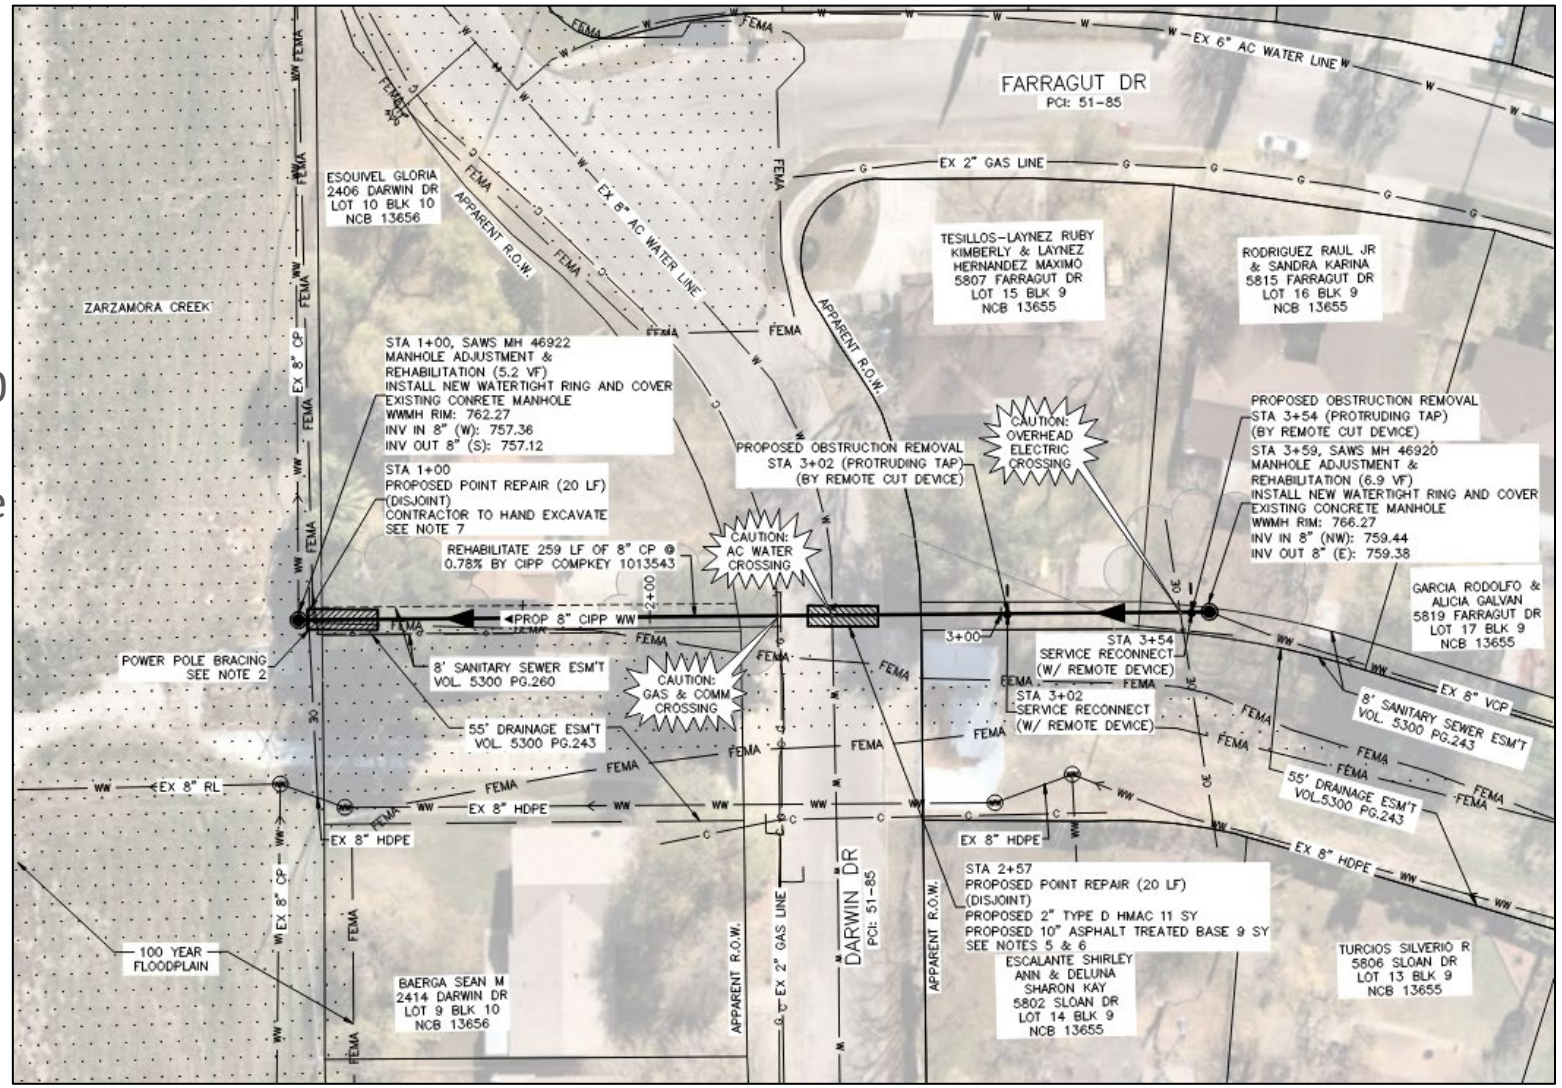 EX 6" AC WATER LINE
FARRAGUT DR
PCI: 51-85
EX 2" GAS LINE
ESQUIVEL GLORIA
2406 DARWIN DR
LOT 10 BLK 10
NCB 13656
APPARENT R.O.W.
EX 8" AC WATER LINE
TESILLOS-LAYNEZ RUBY
KIMBERLY & LAYNEZ
HERNANDEZ MAXIMO
5807 FARRAGUT DR
LOT 15 BLK 9
NCB 13655
RODRIGUEZ RAUL JR
& SANDRA KARINA
5815 FARRAGUT DR
LOT 16 BLK 9
NCB 13655
ZARZAMORA CREEK
EX 8" CP
APPARENT R.O.W.
STA 1+00, SAWS MH 46922
MANHOLE ADJUSTMENT &
REHABILITATION (5.2 VF)
INSTALL NEW WATERTIGHT RING AND COVER
EXISTING CONRETE MANHOLE
WWMH RIM: 762.27
INV IN 8" (W): 757.36
INV OUT 8" (S): 757.12
STA 1+00
PROPOSED POINT REPAIR (20 LF)
(DISJOINT)
CONTRACTOR TO HAND EXCAVATE
SEE NOTE 7
REHABILITATE 259 LF OF 8" CP @
0.78% BY CIPP COMPKEY 1013543
PROPOSED OBSTRUCTION REMOVAL
STA 3+02 (PROTRUDING TAP)
(BY REMOTE CUT DEVICE)
CAUTION:
OVERHEAD
ELECTRIC
CROSSING
PROPOSED OBSTRUCTION REMOVAL
STA 3+54 (PROTRUDING TAP)
(BY REMOTE CUT DEVICE)
STA 3+59, SAWS MH 46920
MANHOLE ADJUSTMENT &
REHABILITATION (6.9 VF)
INSTALL NEW WATERTIGHT RING AND COVER
EXISTING CONCRETE MANHOLE
WWMH RIM: 766.27
INV IN 8" (NW): 759.44
INV OUT 8" (E): 759.38
CAUTION:
AC WATER
CROSSING
GARCIA RODOLFO &
ALICIA GALVAN
5819 FARRAGUT DR
LOT 17 BLK 9
NCB 13655
2+00
PROP 8" CIPP WW
3+00
POWER POLE BRACING
SEE NOTE 2
8' SANITARY SEWER ESM'T
VOL. 5300 PG.260
CAUTION:
GAS & COMM
CROSSING
STA 3+54
SERVICE RECONNECT
(W/ REMOTE DEVICE)
STA 3+02
SERVICE RECONNECT
(W/ REMOTE DEVICE)
EX 8" VCP
8' SANITARY SEWER ESM'T
VOL. 5300 PG.243
55' DRAINAGE ESM'T
VOL. 5300 PG.243
55' DRAINAGE ESM'T
VOL.5300 PG.243
EX 8" RL
EX 8" HDPE
EX 8" HDPE
EX 8" HDPE
EX 8" HDPE
EX 8" CP
STA 2+57
PROPOSED POINT REPAIR (20 LF)
(DISJOINT)
PROPOSED 2" TYPE D HMAC 11 SY
PROPOSED 10" ASPHALT TREATED BASE 9 SY
SEE NOTES 5 & 6
DARWIN DR
PCI: 51-85
EX 2" GAS LINE
APPARENT R.O.W.
APPARENT R.O.W.
100 YEAR
FLOODPLAIN
BAERGA SEAN M
2414 DARWIN DR
LOT 9 BLK 10
NCB 13656
ESCALANTE SHIRLEY
ANN & DELUNA
SHARON KAY
5802 SLOAN DR
LOT 14 BLK 9
NCB 13655
TURCIOS SILVERIO R
5806 SLOAN DR
LOT 13 BLK 9
NCB 13655